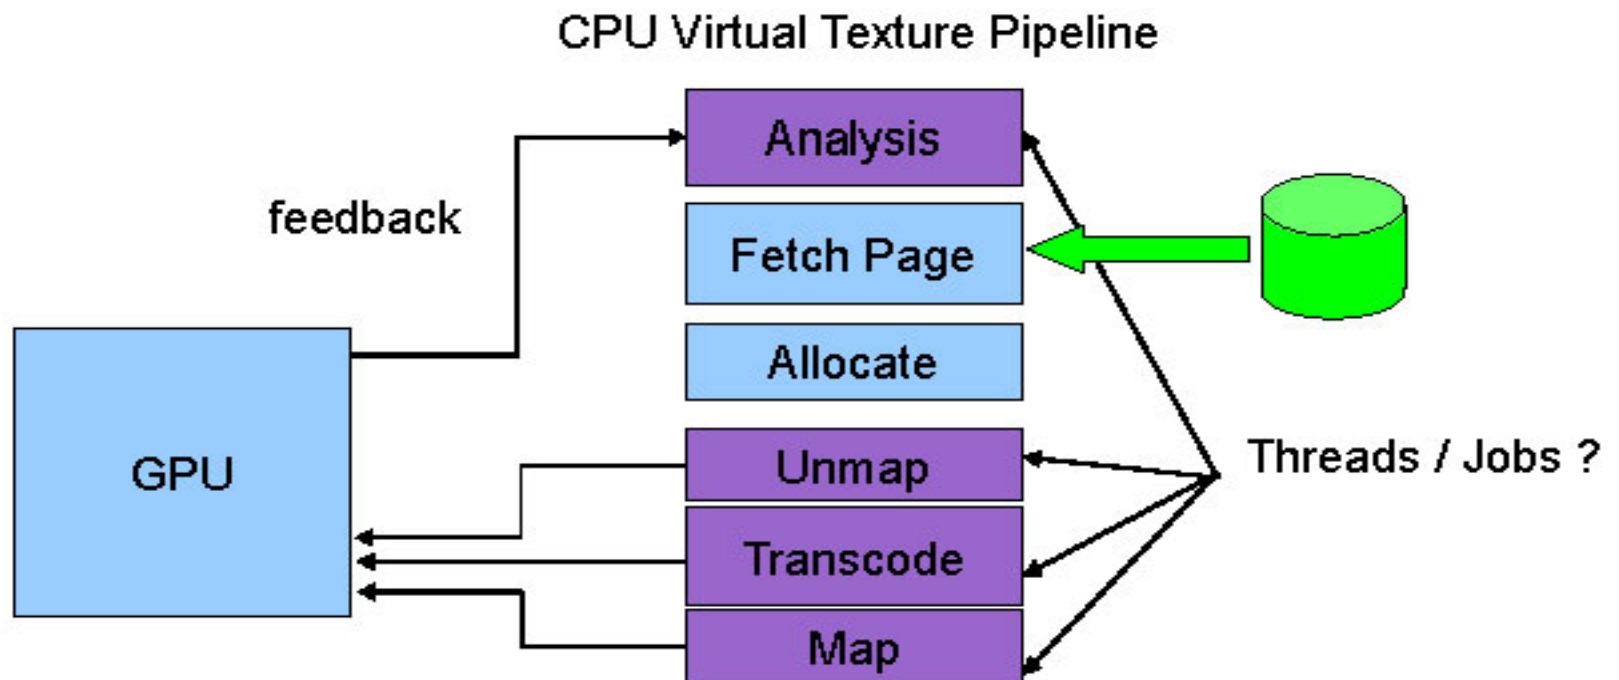 CPU Virtual Texture Pipeline
Analysis
feedback
Fetch Page
Allocate
GPU
Unmap
Threads / Jobs ?
Transcode
Map